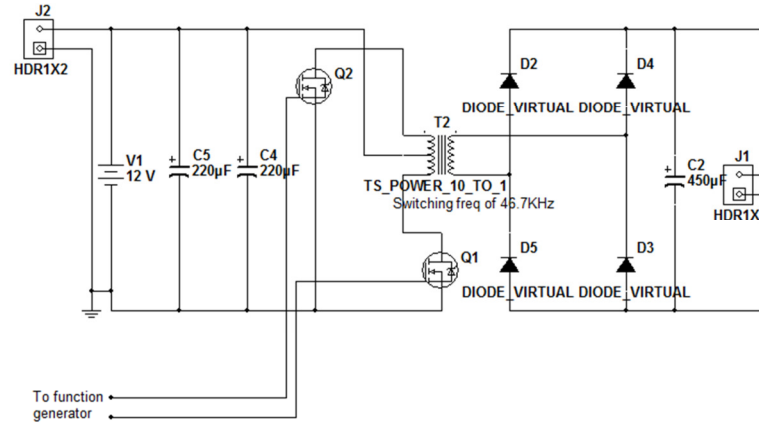 J2
HDR1X2
V1
12 V
C5
220µF
C4
220µF
Q2
T2
TS_POWER_10_TO_1
Switching freq of 46.7KHz
Q1
D2
DIODE_VIRTUAL
D4
DIODE_VIRTUAL
D5
DIODE_VIRTUAL
D3
DIODE_VIRTUAL
C2
450µF
J1
HDR1X
To function
generator